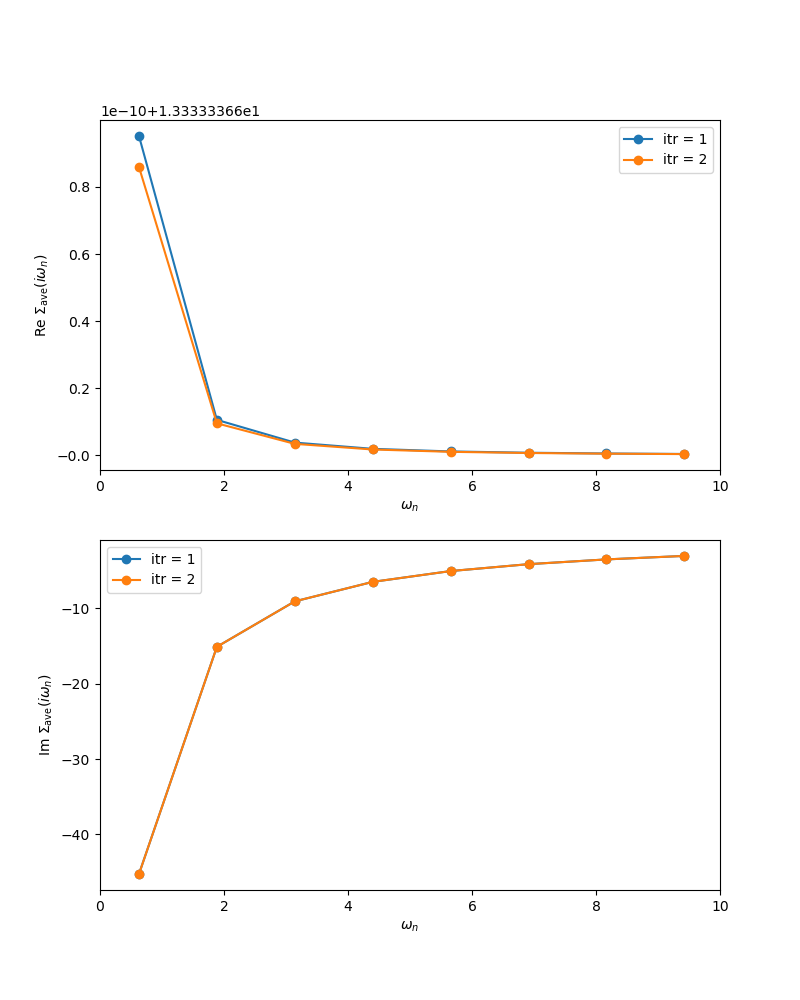 1e−10+1.33333366e1
itr = 1
itr = 2
0.8
0.6
0.4
0.2
−0.0
Re Σave(iωn)
0 2 4 6 8 10
ωn
itr = 1
itr = 2
−10
−20
−30
−40
Im Σave(iωn)
0 2 4 6 8 10
ωn